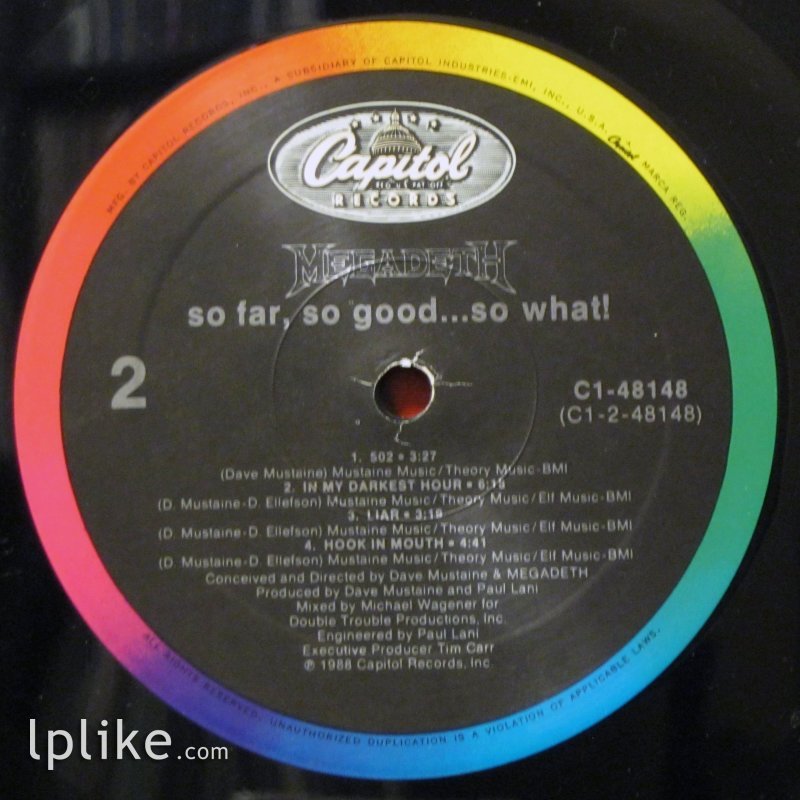 MFG. BY CAPITOL RECORDS, INC., A SUBSIDIARY OF CAPITOL INDUSTRIES-EMI, INC., U.S.A. Capitol MARCA REG.
Capitol
REG. U.S. PAT. OFF.
RECORDS
MEGADETH
so far, so good...so what!
2
C1-48148
(C1-2-48148)
1. 502 • 3:27
(Dave Mustaine) Mustaine Music/Theory Music-BMI
2. IN MY DARKEST HOUR •
(D. Mustaine-D. Ellefson) Mustaine Music/Theory Music/Elf Music-BMI
3. LIAR •
(D. Mustaine-D. Ellefson) Mustaine Music/Theory Music/Elf Music-BMI
4. HOOK IN MOUTH • 4:41
(D. Mustaine-D. Ellefson) Mustaine Music/Theory Music/Elf Music-BMI
Conceived and Directed by Dave Mustaine & MEGADETH
Produced by Dave Mustaine and Paul Lani
Mixed by Michael Wagener for
Double Trouble Productions, Inc.
Engineered by Paul Lani
Executive Producer Tim Carr
℗ 1988 Capitol Records, Inc.
ALL RIGHTS RESERVED. UNAUTHORIZED DUPLICATION IS A VIOLATION OF APPLICABLE LAWS.
lplike.com